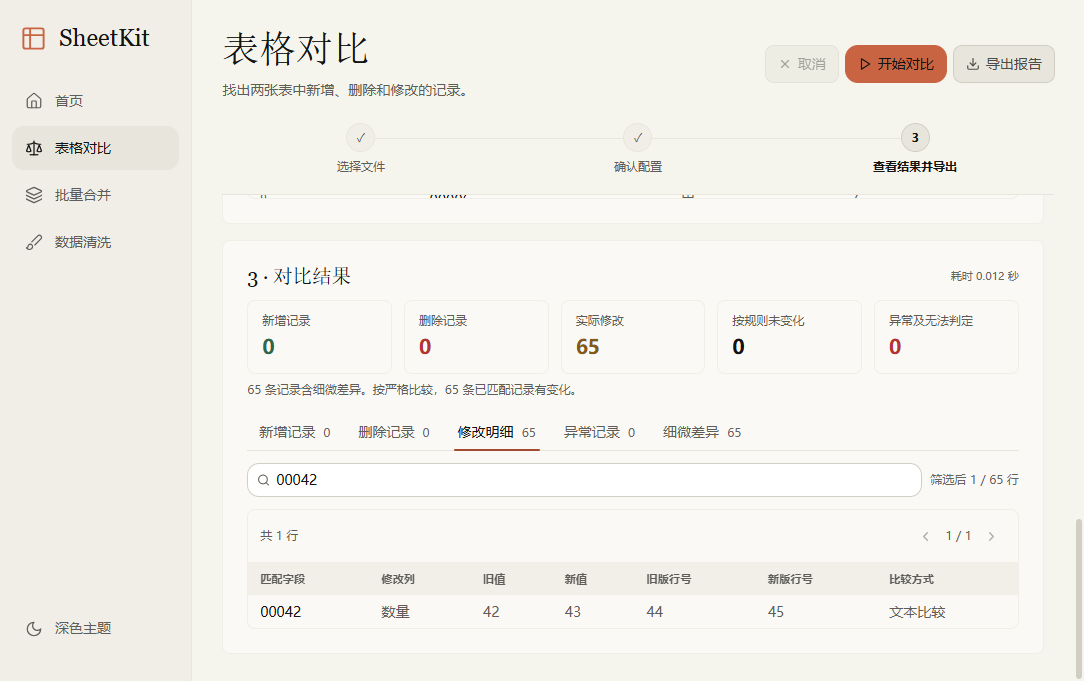 SheetKit
首页
表格对比
批量合并
数据清洗
深色主题
表格对比
找出两张表中新增、删除和修改的记录。
取消
开始对比
导出报告
选择文件
确认配置
3
查看结果并导出
3 · 对比结果
耗时 0.012 秒
新增记录
0
删除记录
0
实际修改
65
按规则未变化
0
异常及无法判定
0
65 条记录含细微差异。按严格比较，65 条已匹配记录有变化。
新增记录 0 删除记录 0 修改明细 65 异常记录 0 细微差异 65
00042
筛选后 1 / 65 行
共 1 行
1 / 1
匹配字段 修改列 旧值 新值 旧版行号 新版行号 比较方式
00042 数量 42 43 44 45 文本比较